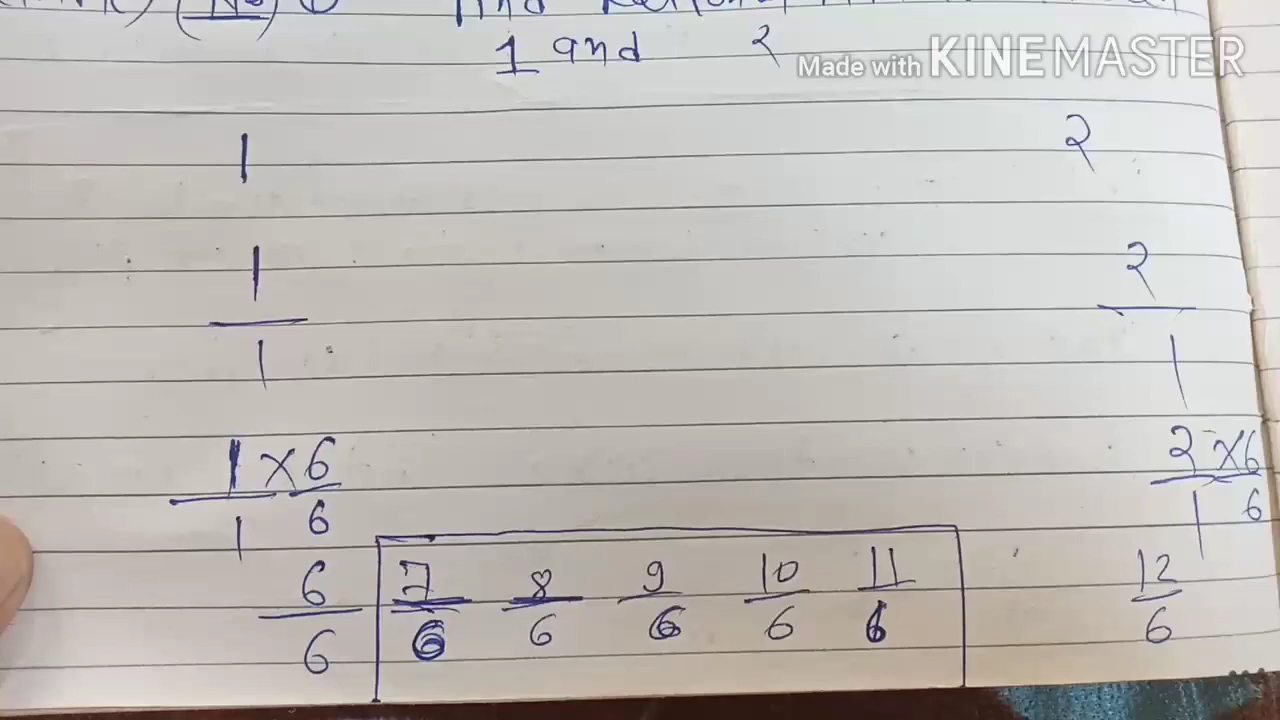 1 and 2
Made with KINEMASTER
1 2
1 2
1 1
1 × 6 2 × 6
1 6 1 6
6 7 8 9 10 11 12
6 6 6 6 6 6 6